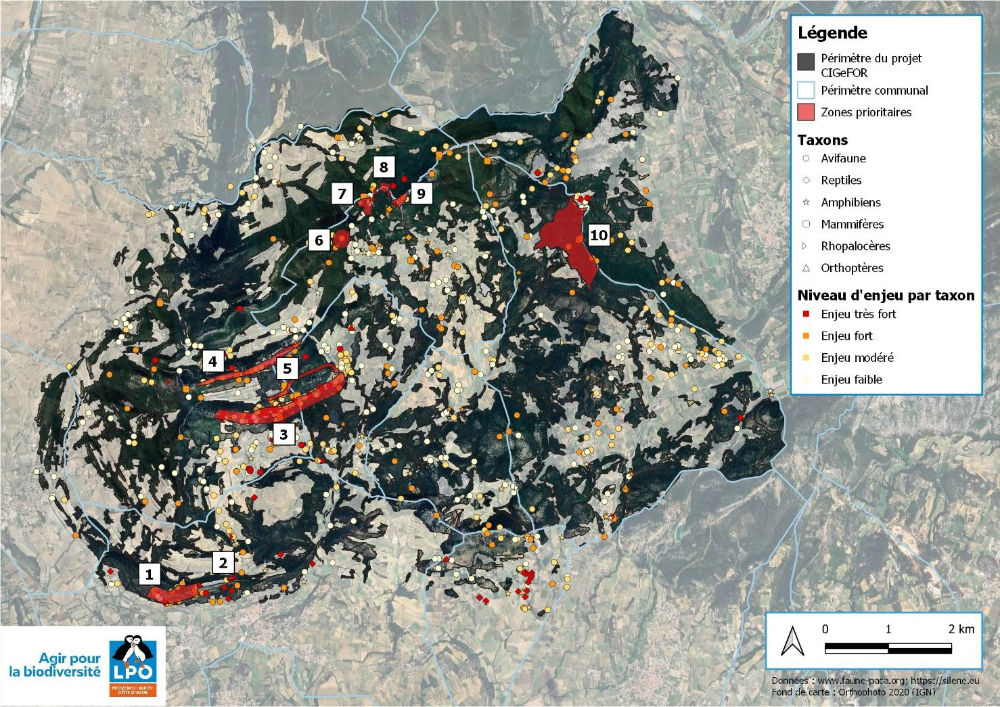 Légende
Périmètre du projet
CIGeFOR
Périmètre communal
Zones prioritaires
Taxons
Avifaune
Reptiles
Amphibiens
Mammifères
Rhopalocères
Orthoptères
Niveau d'enjeu par taxon
Enjeu très fort
Enjeu fort
Enjeu modéré
Enjeu faible
8
7
9
6
10
4
5
3
2
1
0 1 2 km
Agir pour
la biodiversité
LPO
PROVENCE-ALPES-
CÔTE D'AZUR
Données : www.faune-paca.org; https://silene.eu
Fond de carte : Orthophoto 2020 (IGN)